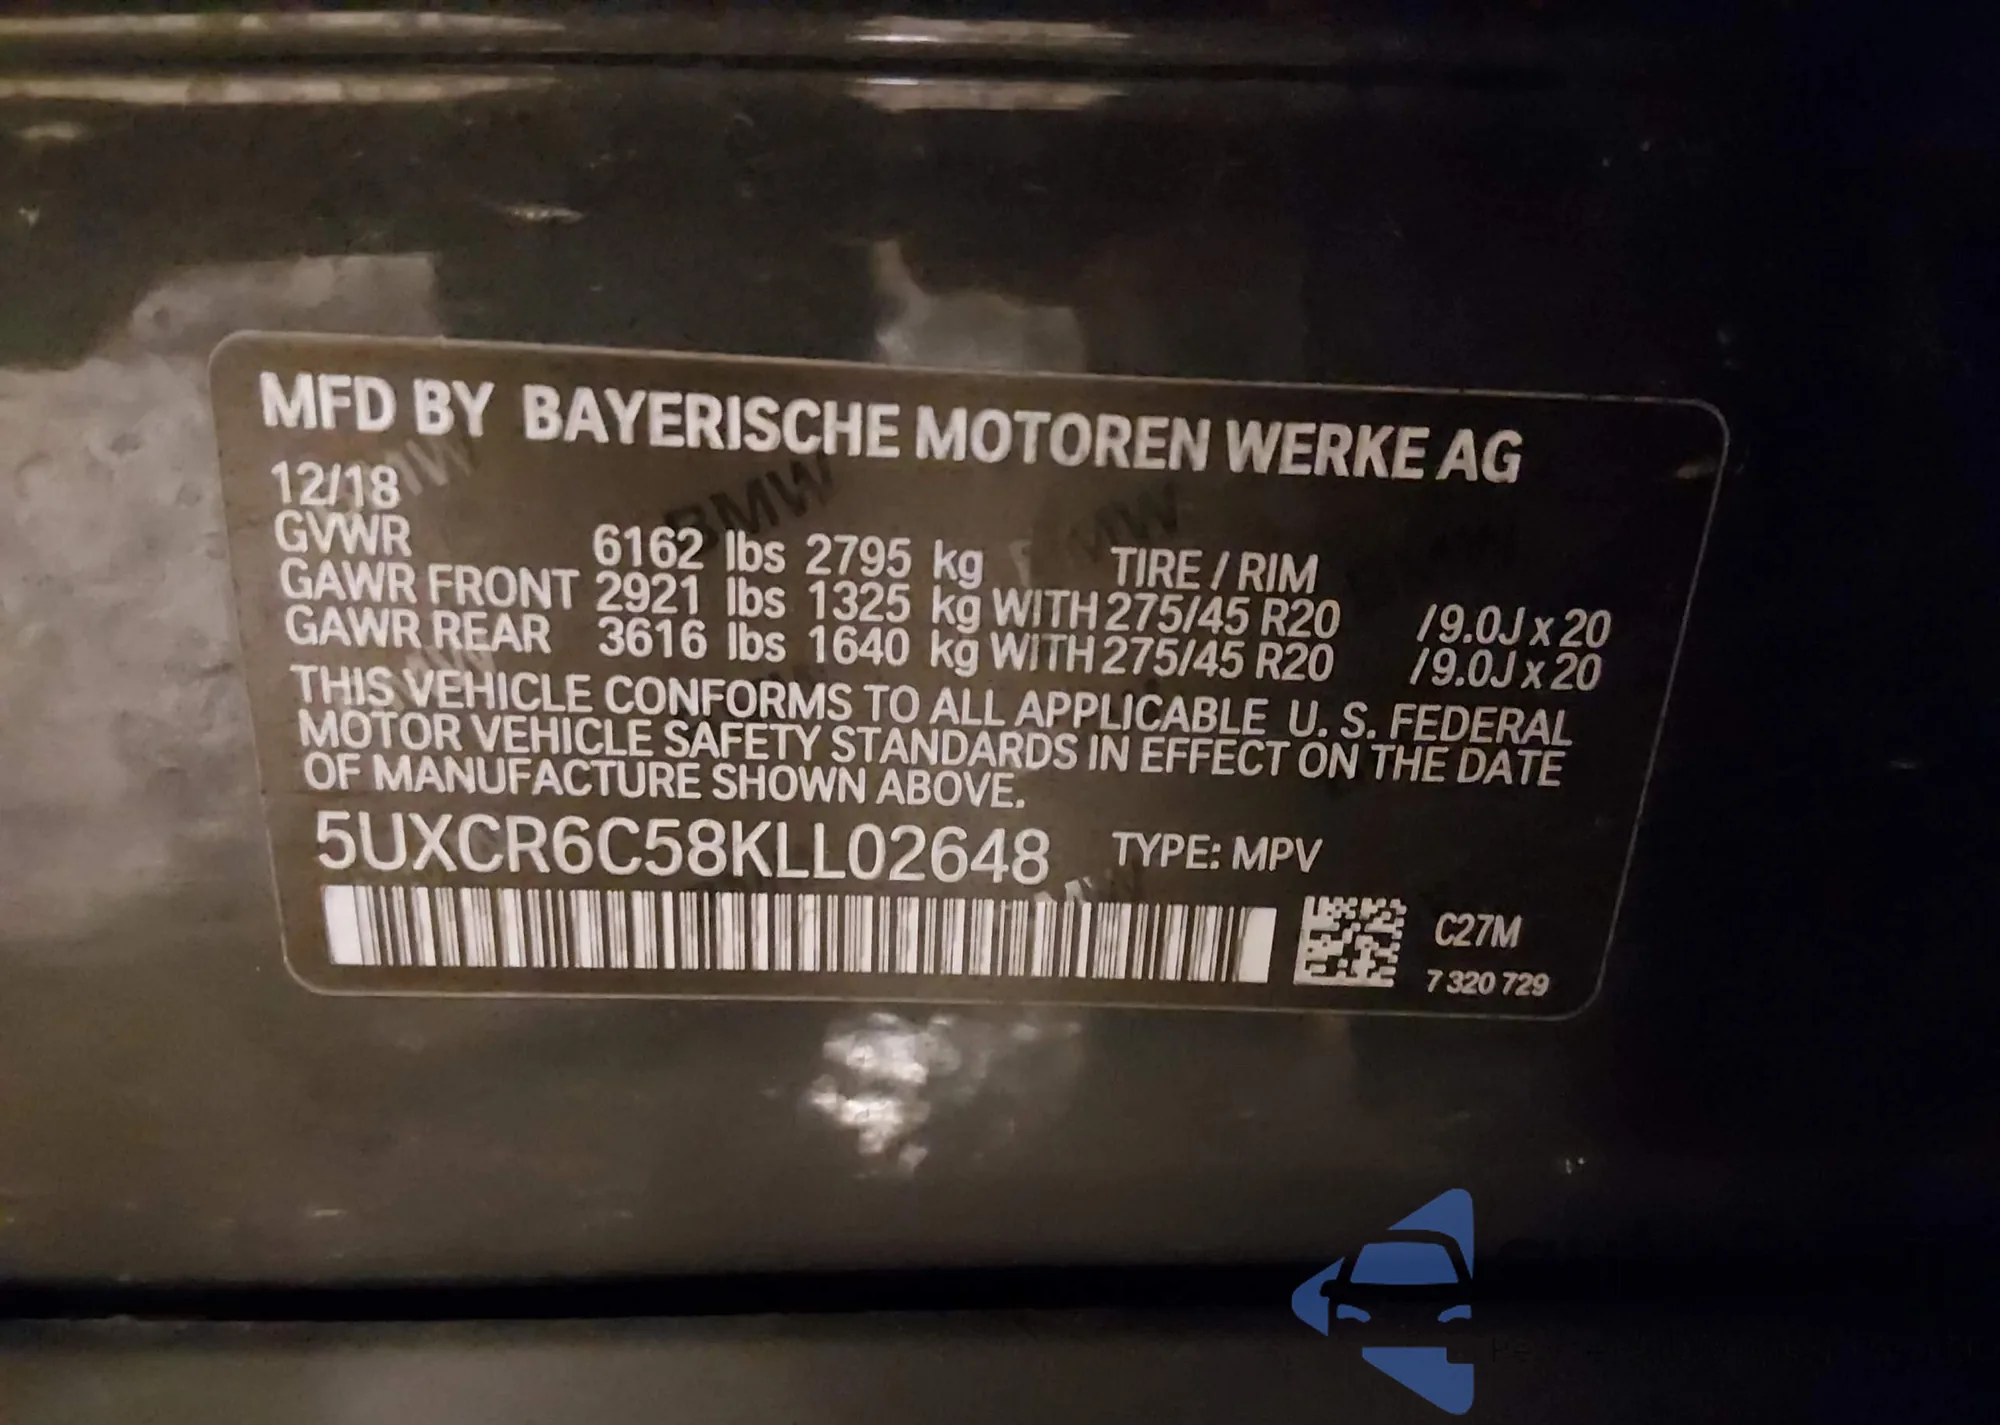 MFD BY BAYERISCHE MOTOREN WERKE AG
12/18
GVWR 6162 lbs 2795 kg TIRE / RIM
GAWR FRONT 2921 lbs 1325 kg WITH 275/45 R20 /9.0J x 20
GAWR REAR 3616 lbs 1640 kg WITH 275/45 R20 /9.0J x 20
THIS VEHICLE CONFORMS TO ALL APPLICABLE U. S. FEDERAL
MOTOR VEHICLE SAFETY STANDARDS IN EFFECT ON THE DATE
OF MANUFACTURE SHOWN ABOVE.
5UXCR6C58KLL02648 TYPE: MPV
C27M
7 320 729